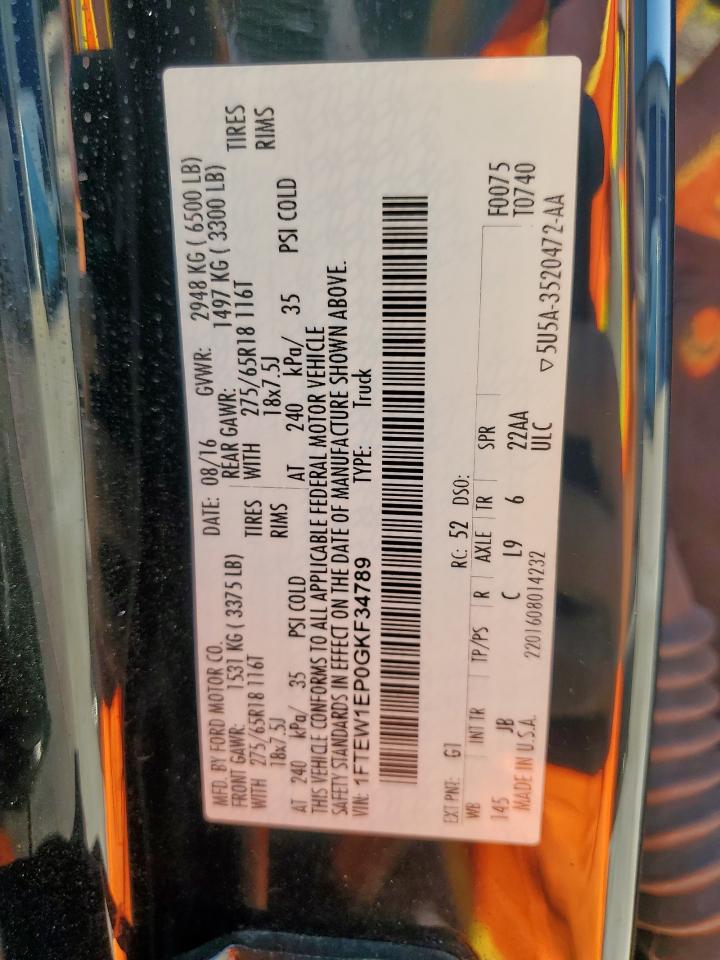 MFD. BY FORD MOTOR CO. DATE: 08/16 GVWR: 2948 KG ( 6500 LB)
FRONT GAWR: 1531 KG ( 3375 LB) REAR GAWR: 1497 KG ( 3300 LB)
WITH 275/65R18 116T TIRES WITH 275/65R18 116T TIRES
18x7.5J RIMS 18x7.5J RIMS
AT 240 kPa/ 35 PSI COLD AT 240 kPa/ 35 PSI COLD
THIS VEHICLE CONFORMS TO ALL APPLICABLE FEDERAL MOTOR VEHICLE
SAFETY STANDARDS IN EFFECT ON THE DATE OF MANUFACTURE SHOWN ABOVE.
VIN: 1FTEW1EP0GKF34789 TYPE: Truck
EXT PNT: G1 RC: 52 DSO:
WB INT TR TP/PS R AXLE TR SPR F0075
145 JB C L9 6 22AA T0740
MADE IN U.S.A. 2201608014232 ULC
▽5U5A-3520472-AA